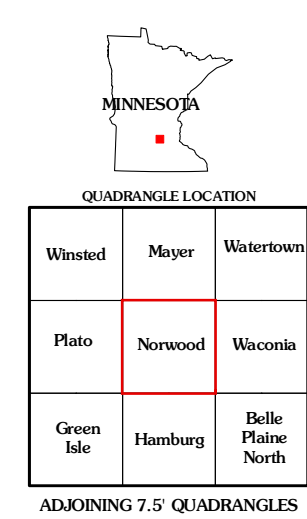 MINNESOTA
QUADRANGLE LOCATION
Winsted
Mayer
Watertown
Plato
Norwood
Waconia
Green
Isle
Hamburg
Belle
Plaine
North
ADJOINING 7.5' QUADRANGLES